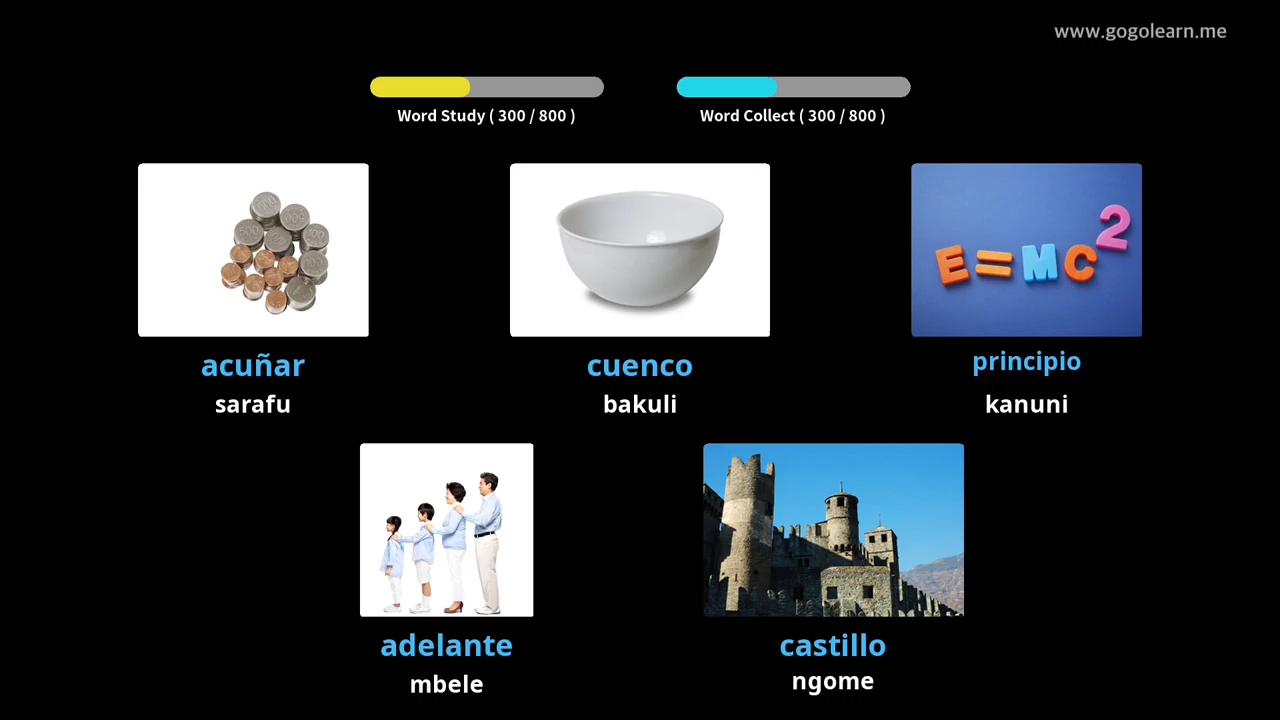 www.gogolearn.me
Word Study ( 300 / 800 )
Word Collect ( 300 / 800 )
E=MC2
acuñar
sarafu
cuenco
bakuli
principio
kanuni
adelante
mbele
castillo
ngome